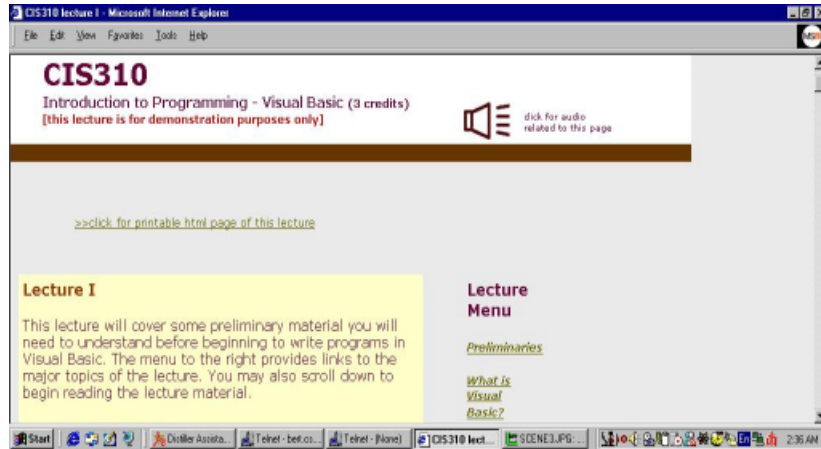 CIS310 lecture I - Microsoft Internet Explorer
File Edit View Favorites Tools Help
CIS310
Introduction to Programming - Visual Basic (3 credits)
[this lecture is for demonstration purposes only]
click for audio
related to this page
>>click for printable html page of this lecture
Lecture I
This lecture will cover some preliminary material you will
need to understand before beginning to write programs in
Visual Basic. The menu to the right provides links to the
major topics of the lecture. You may also scroll down to
begin reading the lecture material.
Lecture
Menu
Preliminaries
What is
Visual
Basic?
Start Distiller Assista... Telnet - bert.co... Telnet - (None) CIS310 lect... SCENE3.JPG: ... En 2:36 AM